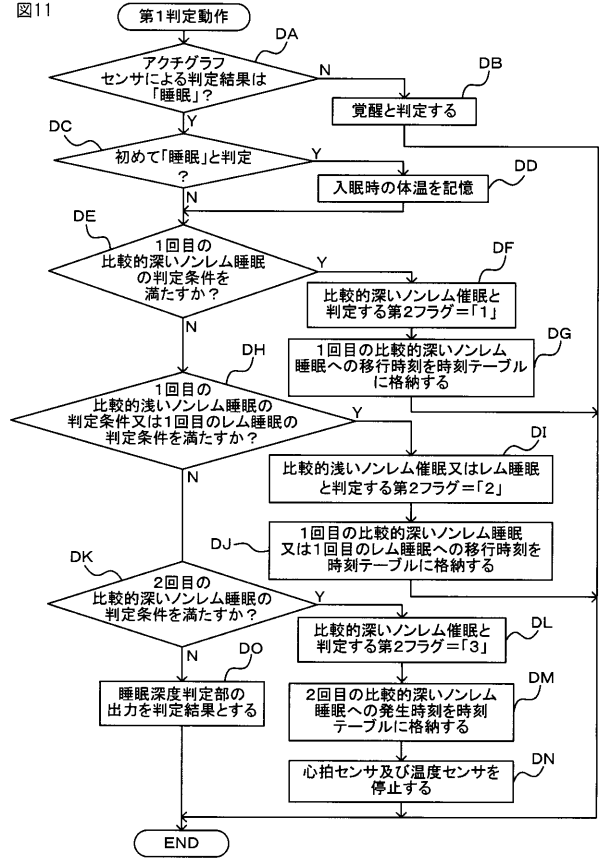 図11
第1判定動作
DA
アクチグラフ
センサによる判定結果は
「睡眠」?
N
DB
覚醒と判定する
Y
DC
初めて「睡眠」と判定
?
Y
DD
入眠時の体温を記憶
N
DE
1回目の
比較的深いノンレム睡眠
の判定条件を
満たすか?
Y
DF
比較的深いノンレム催眠と
判定する第2フラグ=「1」
DG
1回目の比較的深いノンレム
睡眠への移行時刻を時刻テーブル
に格納する
N
DH
1回目の
比較的浅いノンレム睡眠の
判定条件又は1回目のレム睡眠の
判定条件を満たすか?
Y
DI
比較的浅いノンレム催眠又はレム睡眠
と判定する第2フラグ=「2」
N
DJ
1回目の比較的深いノンレム睡眠
又は1回目のレム睡眠への移行時刻を
時刻テーブルに格納する
DK
2回目の
比較的深いノンレム睡眠の
判定条件を満たすか?
Y
DL
比較的深いノンレム催眠と
判定する第2フラグ=「3」
N
DO
睡眠深度判定部の
出力を判定結果とする
DM
2回目の比較的深いノンレム
睡眠への発生時刻を時刻
テーブルに格納する
DN
心拍センサ及び温度センサを
停止する
END